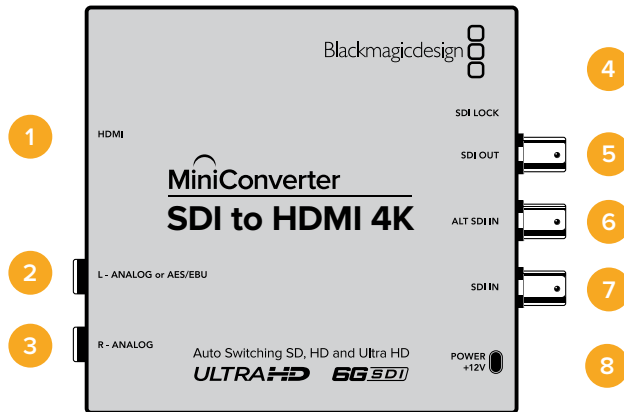 Blackmagicdesign
4
SDI LOCK
1
HDMI
SDI OUT
5
MiniConverter
SDI to HDMI 4K
ALT SDI IN
6
2
L - ANALOG or AES/EBU
SDI IN
7
3
R - ANALOG
Auto Switching SD, HD and Ultra HD
ULTRA HD 6G SDI
POWER
+12V
8